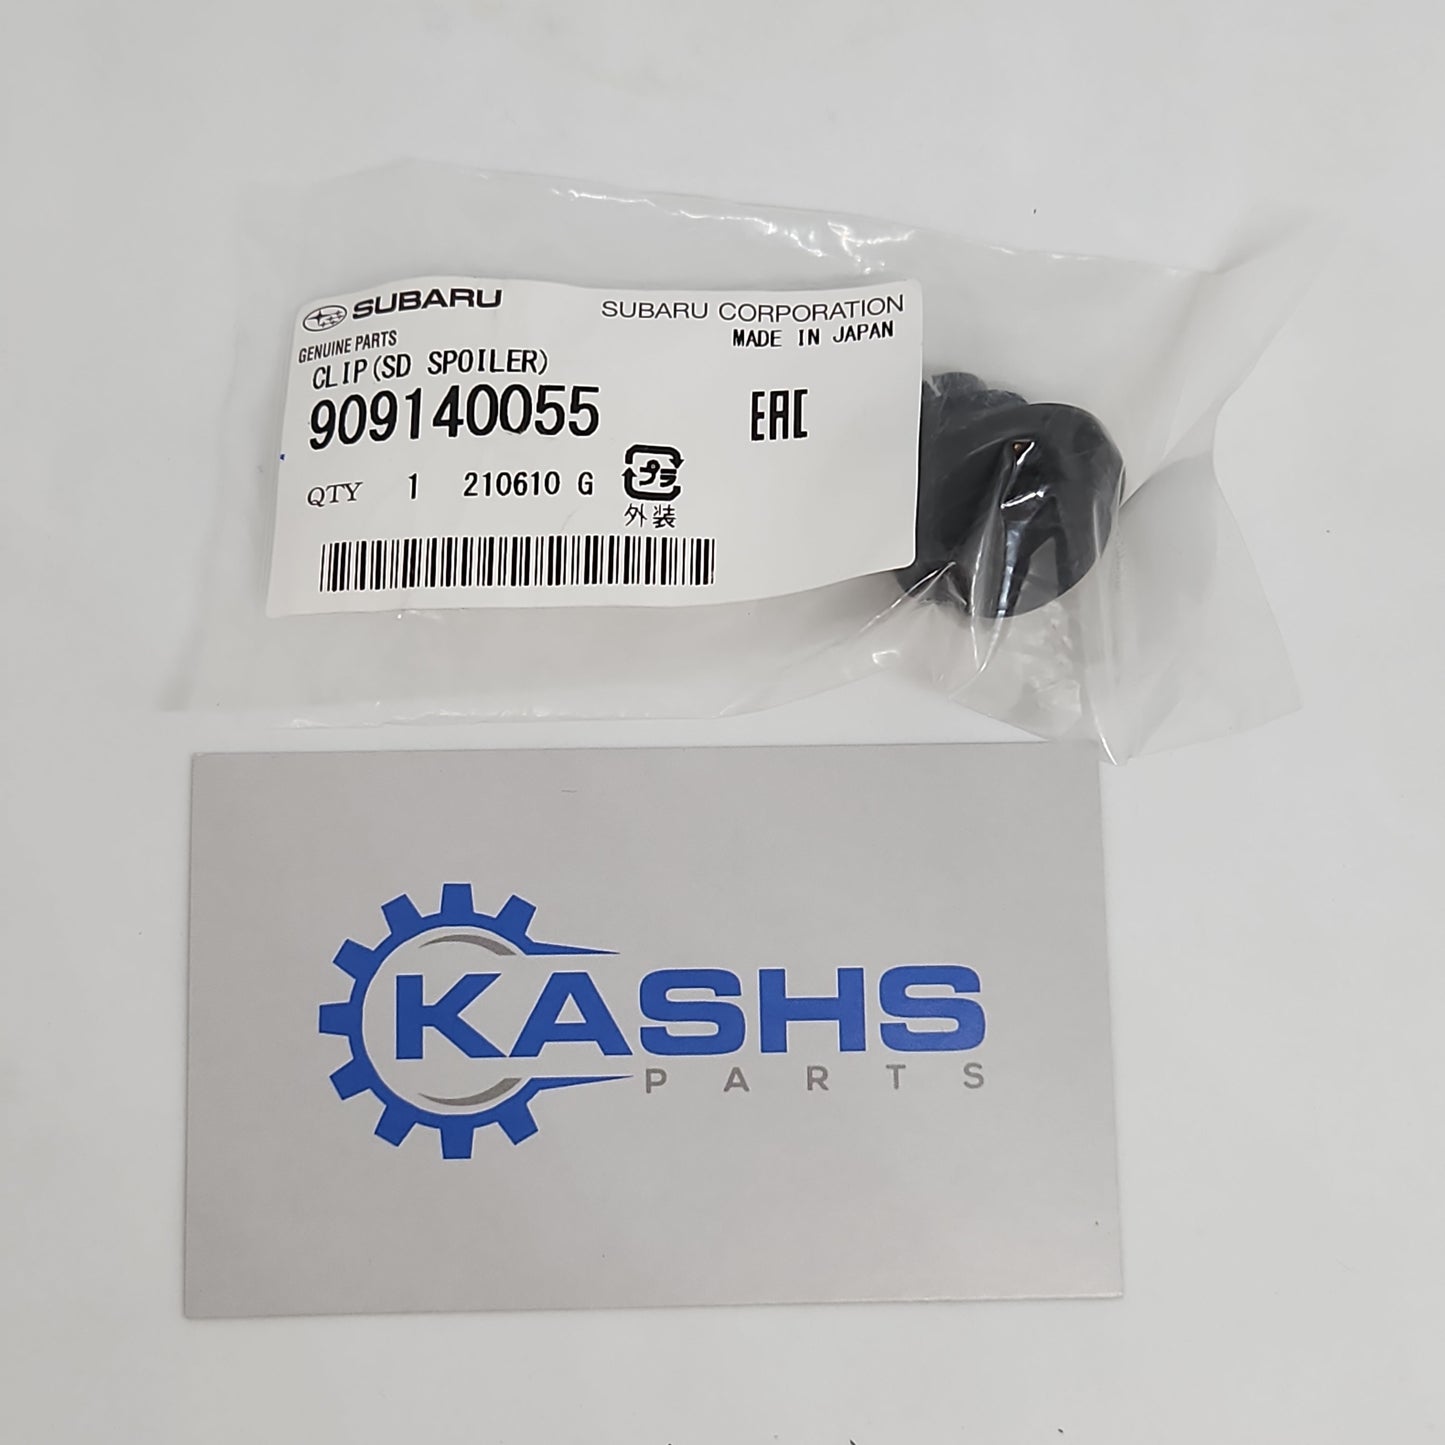 SUBARU
SUBARU CORPORATION
GENUINE PARTS
MADE IN JAPAN
CLIP(SD SPOILER)
909140055
EAC
QTY 1 210610 G
プラ
外装
KASHS
PARTS